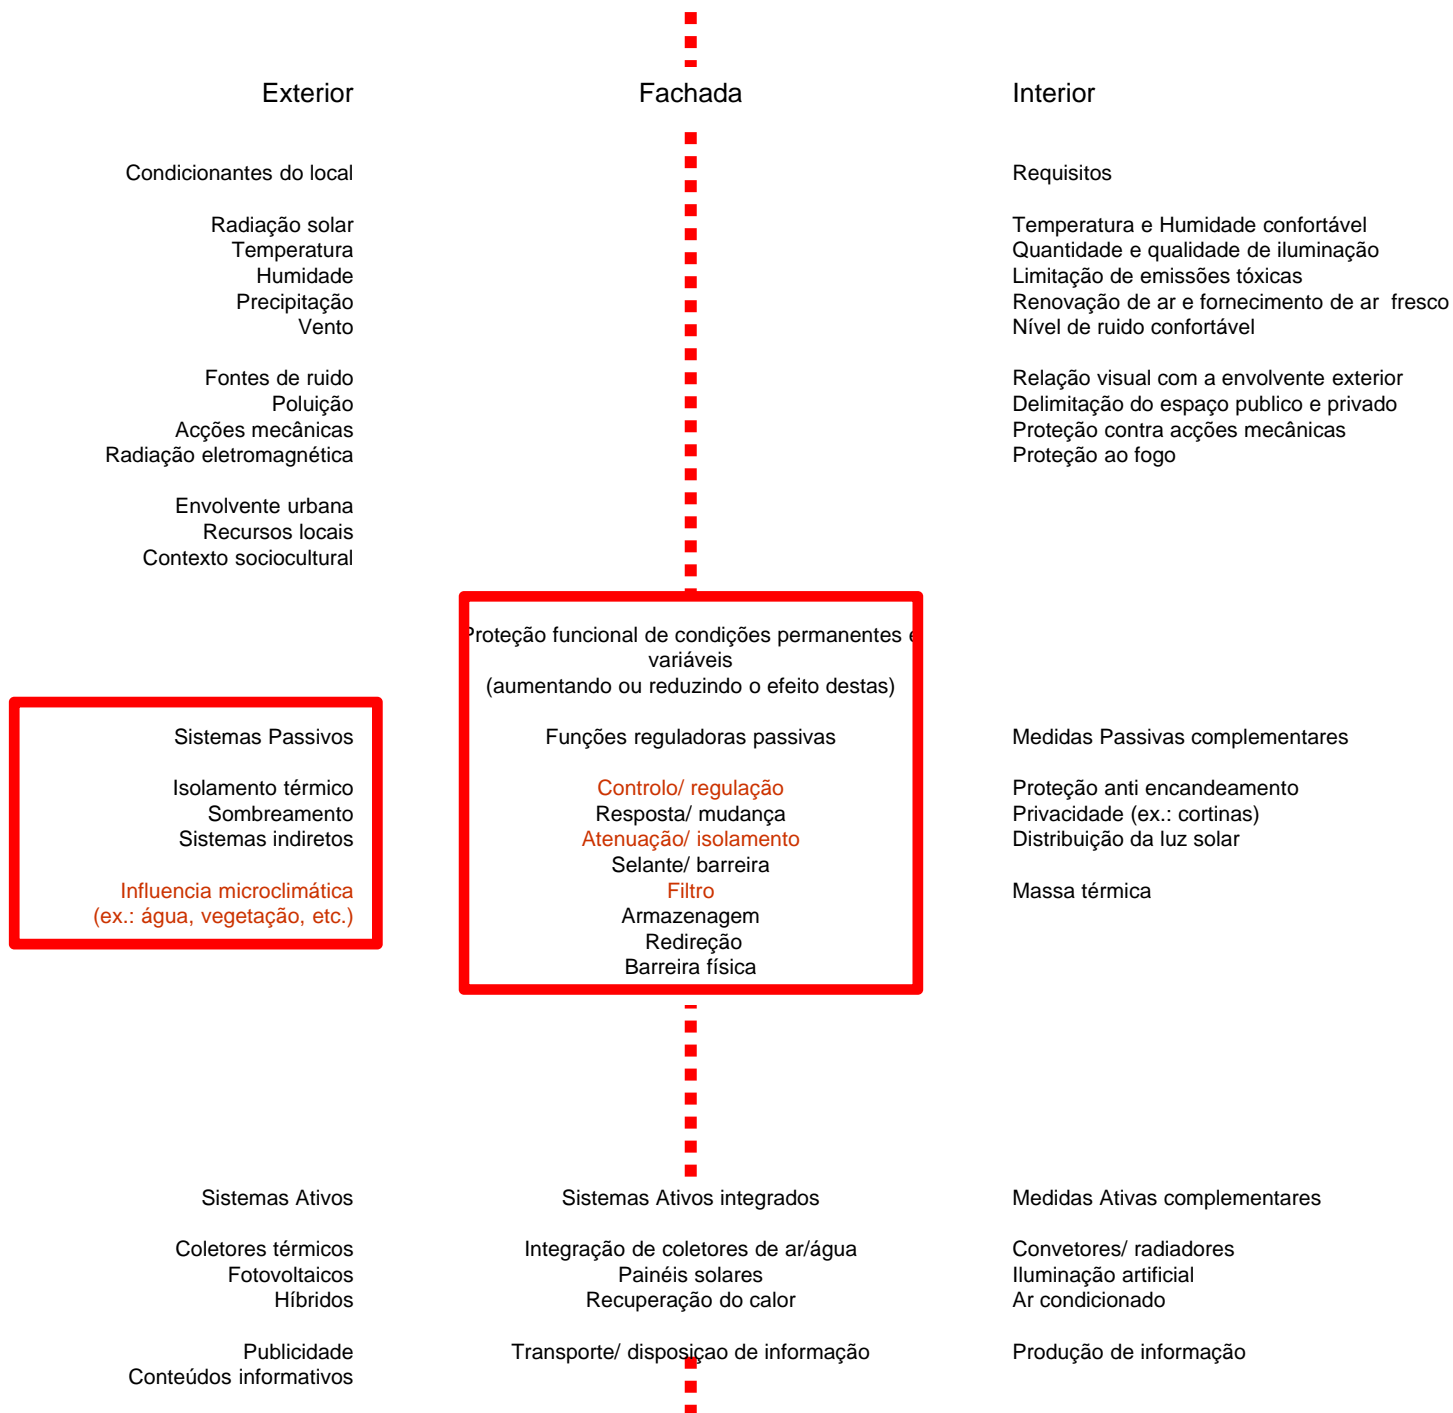 Exterior
Fachada
Interior
Condicionantes do local
Requisitos
Radiação solar
Temperatura
Humidade
Precipitação
Vento
Temperatura e Humidade confortável
Quantidade e qualidade de iluminação
Limitação de emissões tóxicas
Renovação de ar e fornecimento de ar  fresco
Nível de ruido confortável
Fontes de ruido
Poluição
Acções mecânicas
Radiação eletromagnética
Relação visual com a envolvente exterior
Delimitação do espaço publico e privado
Proteção contra acções mecânicas
Proteção ao fogo
Envolvente urbana
Recursos locais
Contexto sociocultural
Proteção funcional de condições permanentes e
variáveis
(aumentando ou reduzindo o efeito destas)
Sistemas Passivos
Funções reguladoras passivas
Medidas Passivas complementares
Isolamento térmico
Sombreamento
Sistemas indiretos
Influencia microclimática
(ex.: água, vegetação, etc.)
Controlo/ regulação
Resposta/ mudança
Atenuação/ isolamento
Selante/ barreira
Filtro
Armazenagem
Redireção
Barreira física
Proteção anti encandeamento
Privacidade (ex.: cortinas)
Distribuição da luz solar
Massa térmica
Sistemas Ativos
Sistemas Ativos integrados
Medidas Ativas complementares
Coletores térmicos
Fotovoltaicos
Híbridos
Integração de coletores de ar/água
Painéis solares
Recuperação do calor
Convetores/ radiadores
Iluminação artificial
Ar condicionado
Publicidade
Conteúdos informativos
Transporte/ disposiçao de informação
Produção de informação